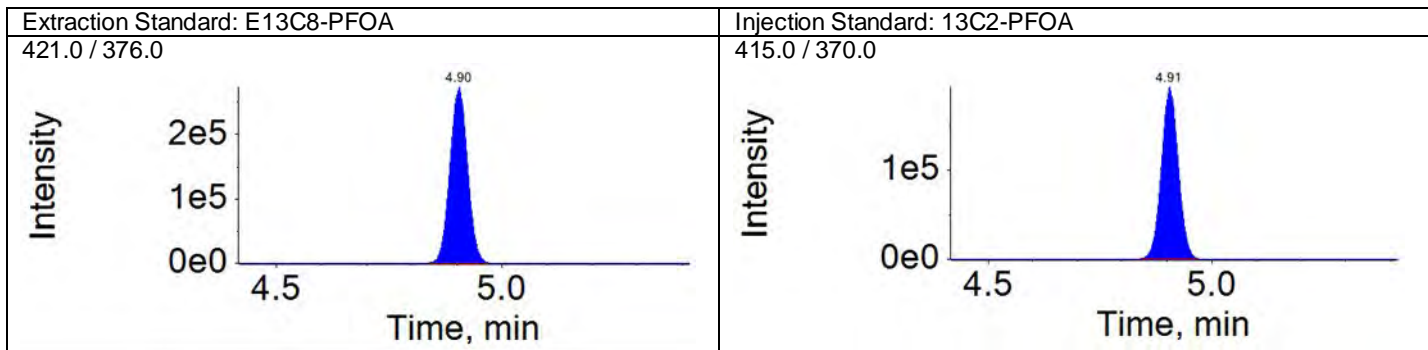 Extraction Standard: E13C8-PFOA
421.0 / 376.0
4.90
Intensity
2e5
1e5
0e0
4.5
5.0
Time, min
Injection Standard: 13C2-PFOA
415.0 / 370.0
4.91
Intensity
1e5
0e0
4.5
5.0
Time, min